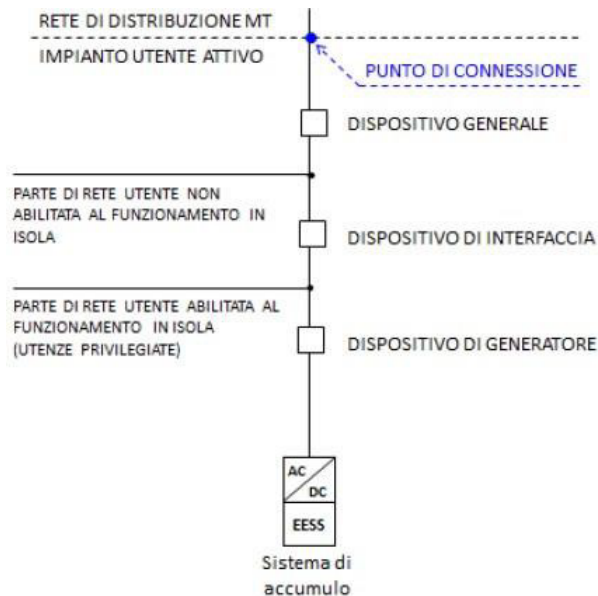 RETE DI DISTRIBUZIONE MT
IMPIANTO UTENTE ATTIVO
PUNTO DI CONNESSIONE
DISPOSITIVO GENERALE
PARTE DI RETE UTENTE NON
ABILITATA AL FUNZIONAMENTO IN
ISOLA
DISPOSITIVO DI INTERFACCIA
PARTE DI RETE UTENTE ABILITATA AL
FUNZIONAMENTO IN ISOLA
(UTENZE PRIVILEGIATE)
DISPOSITIVO DI GENERATORE
AC
DC
EESS
Sistema di
accumulo